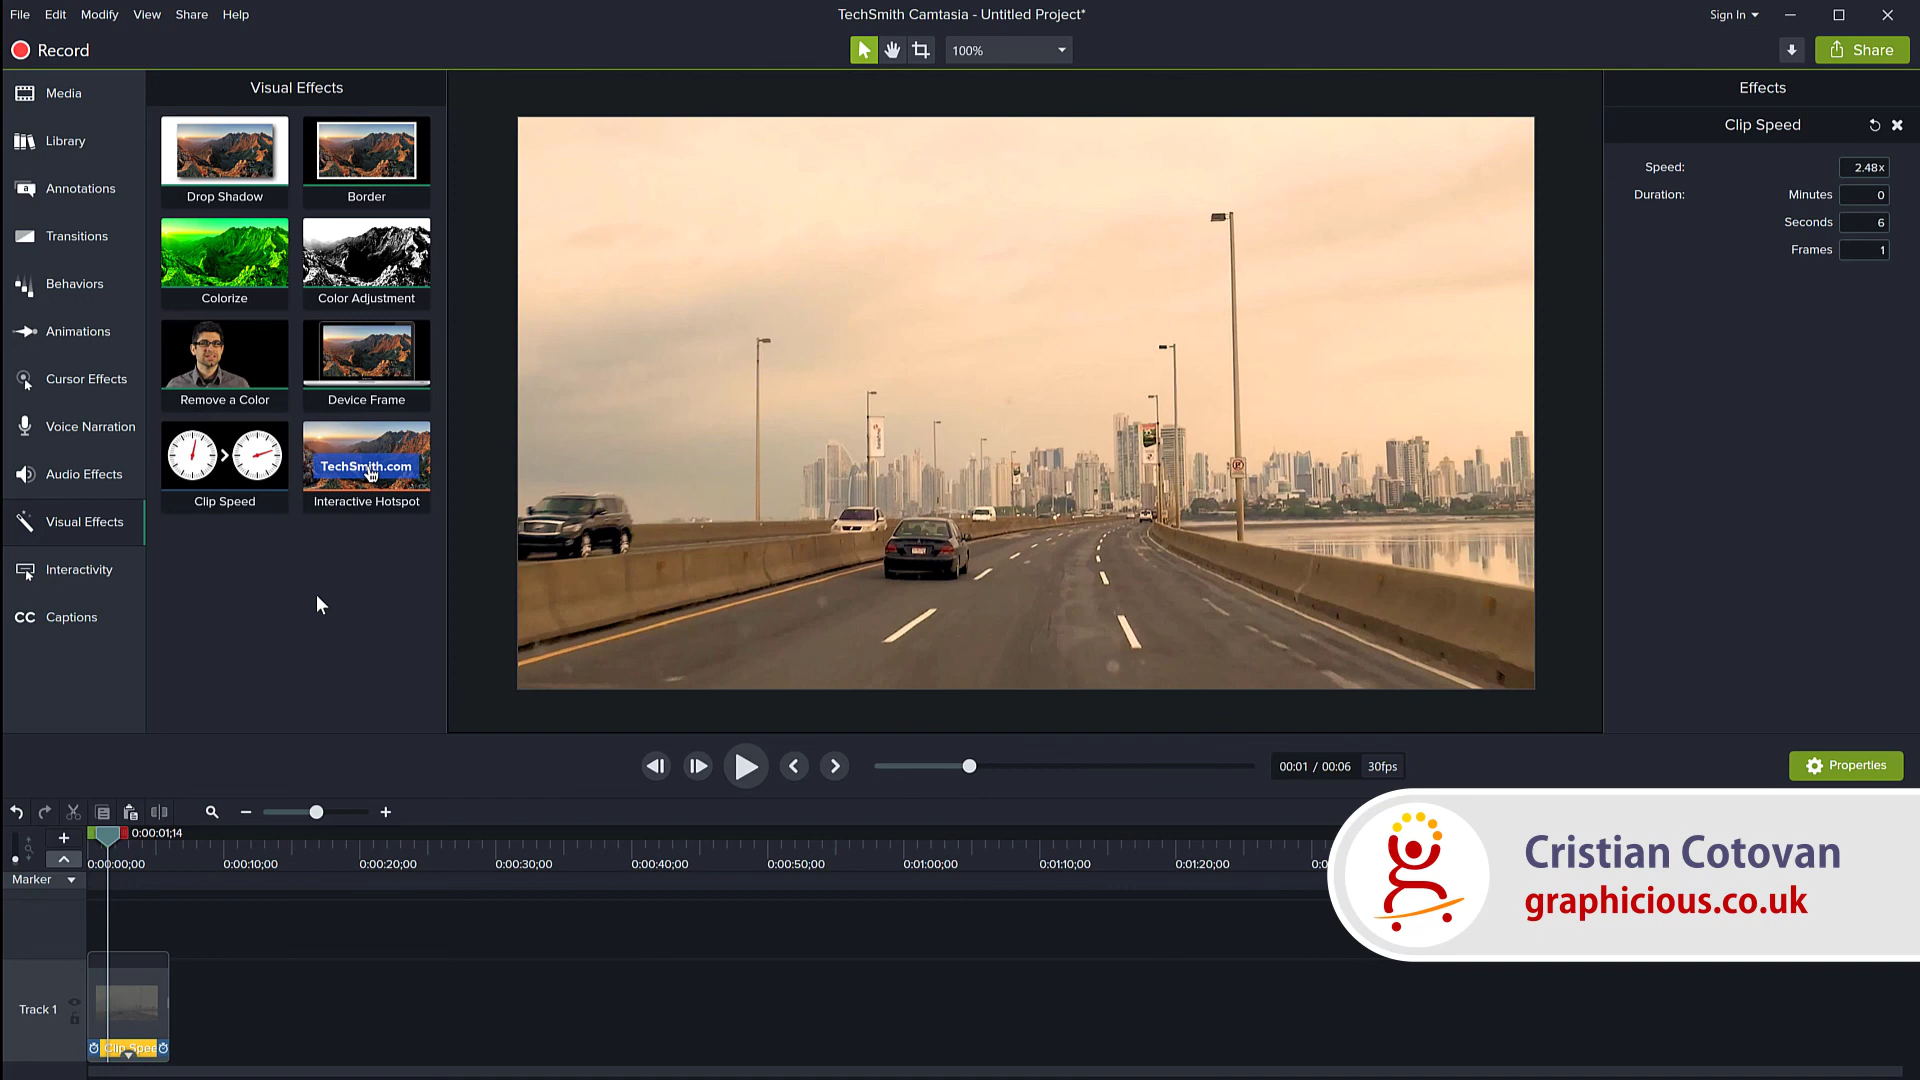 File Edit Modify View Share Help
TechSmith Camtasia - Untitled Project*
Sign In
Record
100%
Share
Media
Library
Annotations
Transitions
Behaviors
Animations
Cursor Effects
Voice Narration
Audio Effects
Visual Effects
Interactivity
CC Captions
Visual Effects
Drop Shadow
Border
Colorize
Color Adjustment
Remove a Color
Device Frame
Clip Speed
TechSmith.com
Interactive Hotspot
Effects
Clip Speed
Speed: 2.48x
Duration: Minutes 0
Seconds 6
Frames 1
00:01 / 00:06 30fps
Properties
0:00:01;14
0:00:00;00 0:00:10;00 0:00:20;00 0:00:30;00 0:00:40;00 0:00:50;00 0:01:00;00 0:01:10;00 0:01:20;00
Marker
Track 1
Clip Spee
Cristian Cotovan
graphicious.co.uk